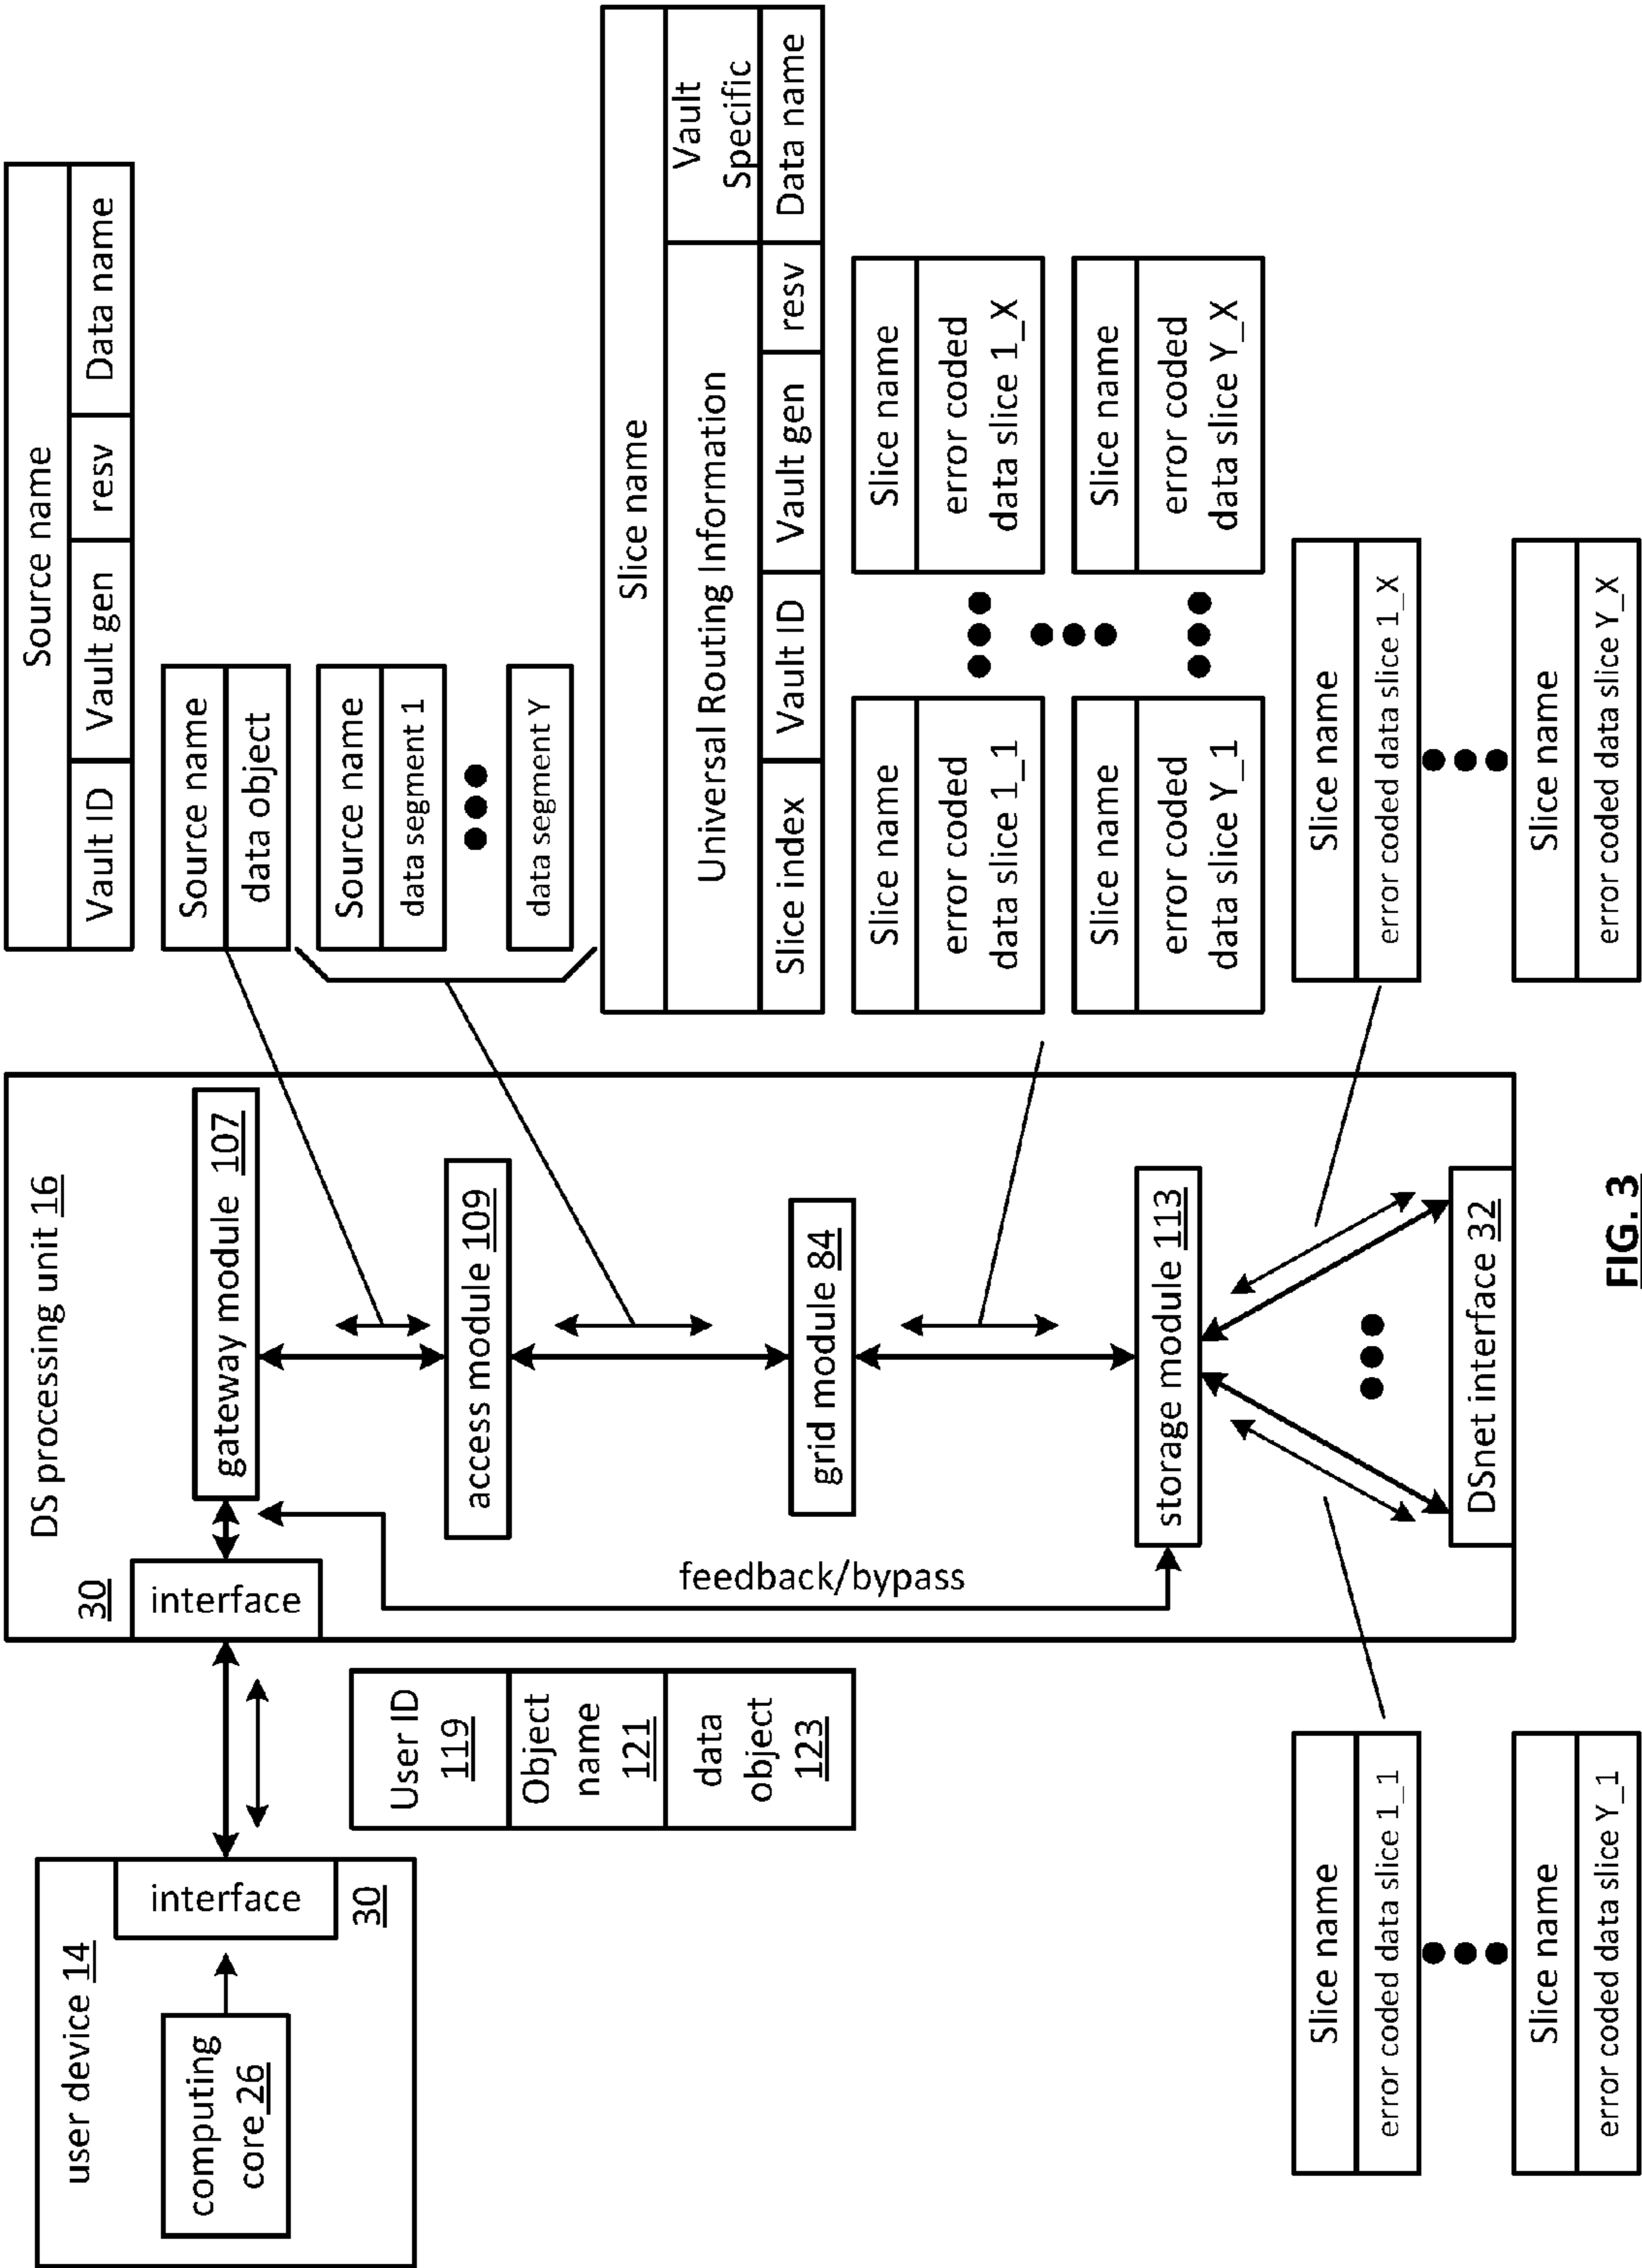 user device 14
computing
core 26
interface
30
User ID
119
Object
name
121
data
object
123
DS processing unit 16
30
interface
gateway module 107
access module 109
grid module 84
storage module 113
DSnet interface 32
feedback/bypass
Source name
Vault ID
Vault gen
resv
Data name
Source name
data object
Source name
data segment 1
data segment Y
Slice name
Universal Routing Information
Vault
Specific
Slice index
Vault ID
Vault gen
resv
Data name
Slice name
error coded
data slice 1_1
Slice name
error coded
data slice 1_X
Slice name
error coded
data slice Y_1
Slice name
error coded
data slice Y_X
Slice name
error coded data slice 1_1
Slice name
error coded data slice Y_1
Slice name
error coded data slice 1_X
Slice name
error coded data slice Y_X
FIG. 3